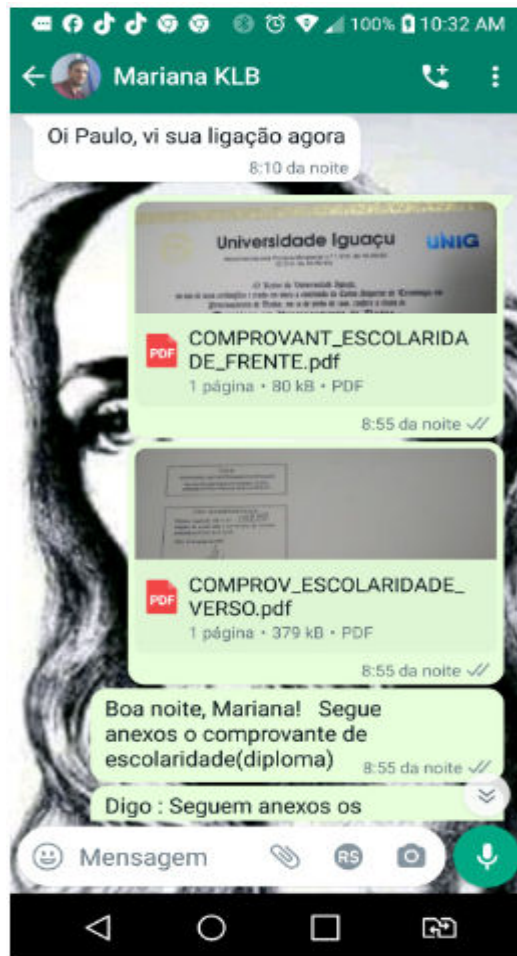 100% 10:32 AM
Mariana KLB
Oi Paulo, vi sua ligação agora
8:10 da noite
Universidade Iguaçu UNIG
PDF
COMPROVANT_ESCOLARIDA
DE_FRENTE.pdf
1 página • 80 kB • PDF
8:55 da noite
PDF
COMPROV_ESCOLARIDADE_
VERSO.pdf
1 página • 379 kB • PDF
8:55 da noite
Boa noite, Mariana! Segue
anexos o comprovante de
escolaridade(diploma)
8:55 da noite
Digo : Seguem anexos os
Mensagem
RS